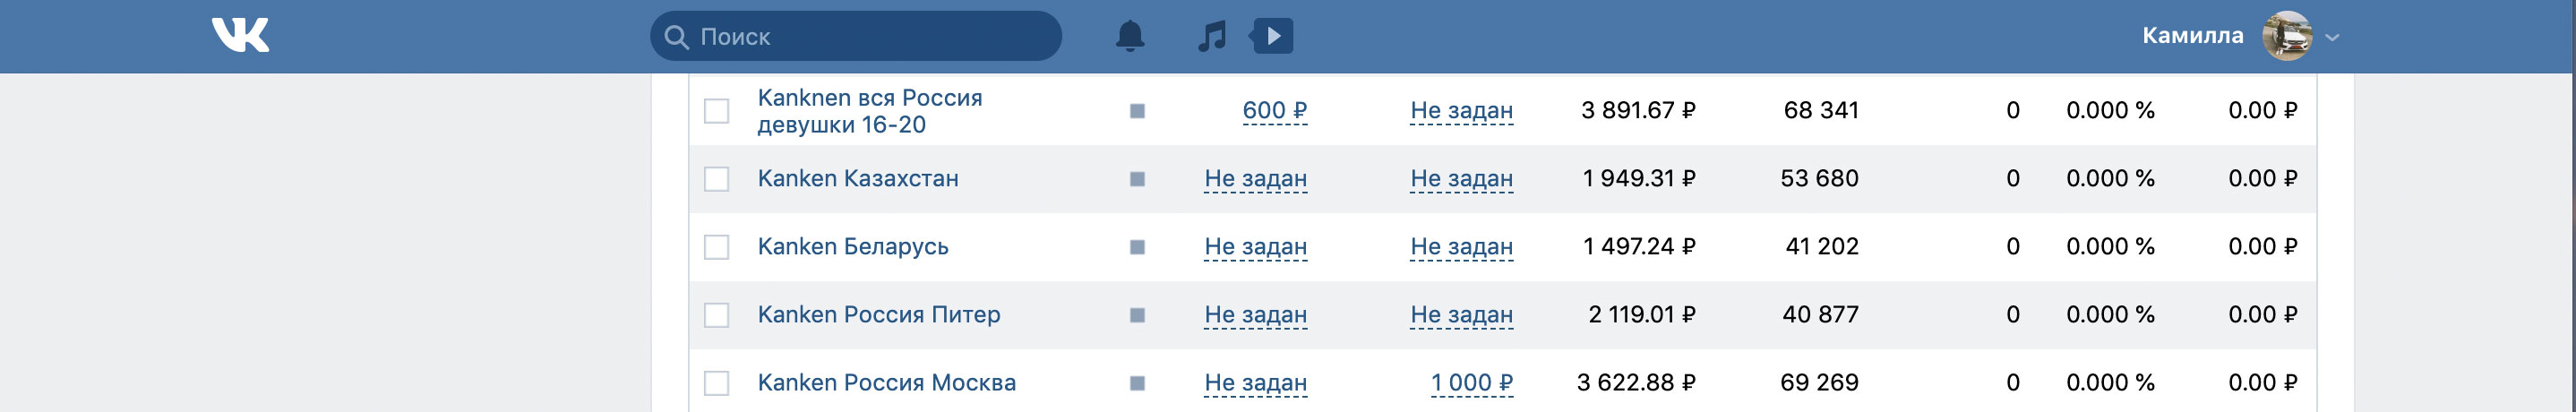 VK Поиск Камилла
Kanknen вся Россия
девушки 16-20 600 ₽ Не задан 3 891.67 ₽ 68 341 0 0.000 % 0.00 ₽
Kanken Казахстан Не задан Не задан 1 949.31 ₽ 53 680 0 0.000 % 0.00 ₽
Kanken Беларусь Не задан Не задан 1 497.24 ₽ 41 202 0 0.000 % 0.00 ₽
Kanken Россия Питер Не задан Не задан 2 119.01 ₽ 40 877 0 0.000 % 0.00 ₽
Kanken Россия Москва Не задан 1 000 ₽ 3 622.88 ₽ 69 269 0 0.000 % 0.00 ₽